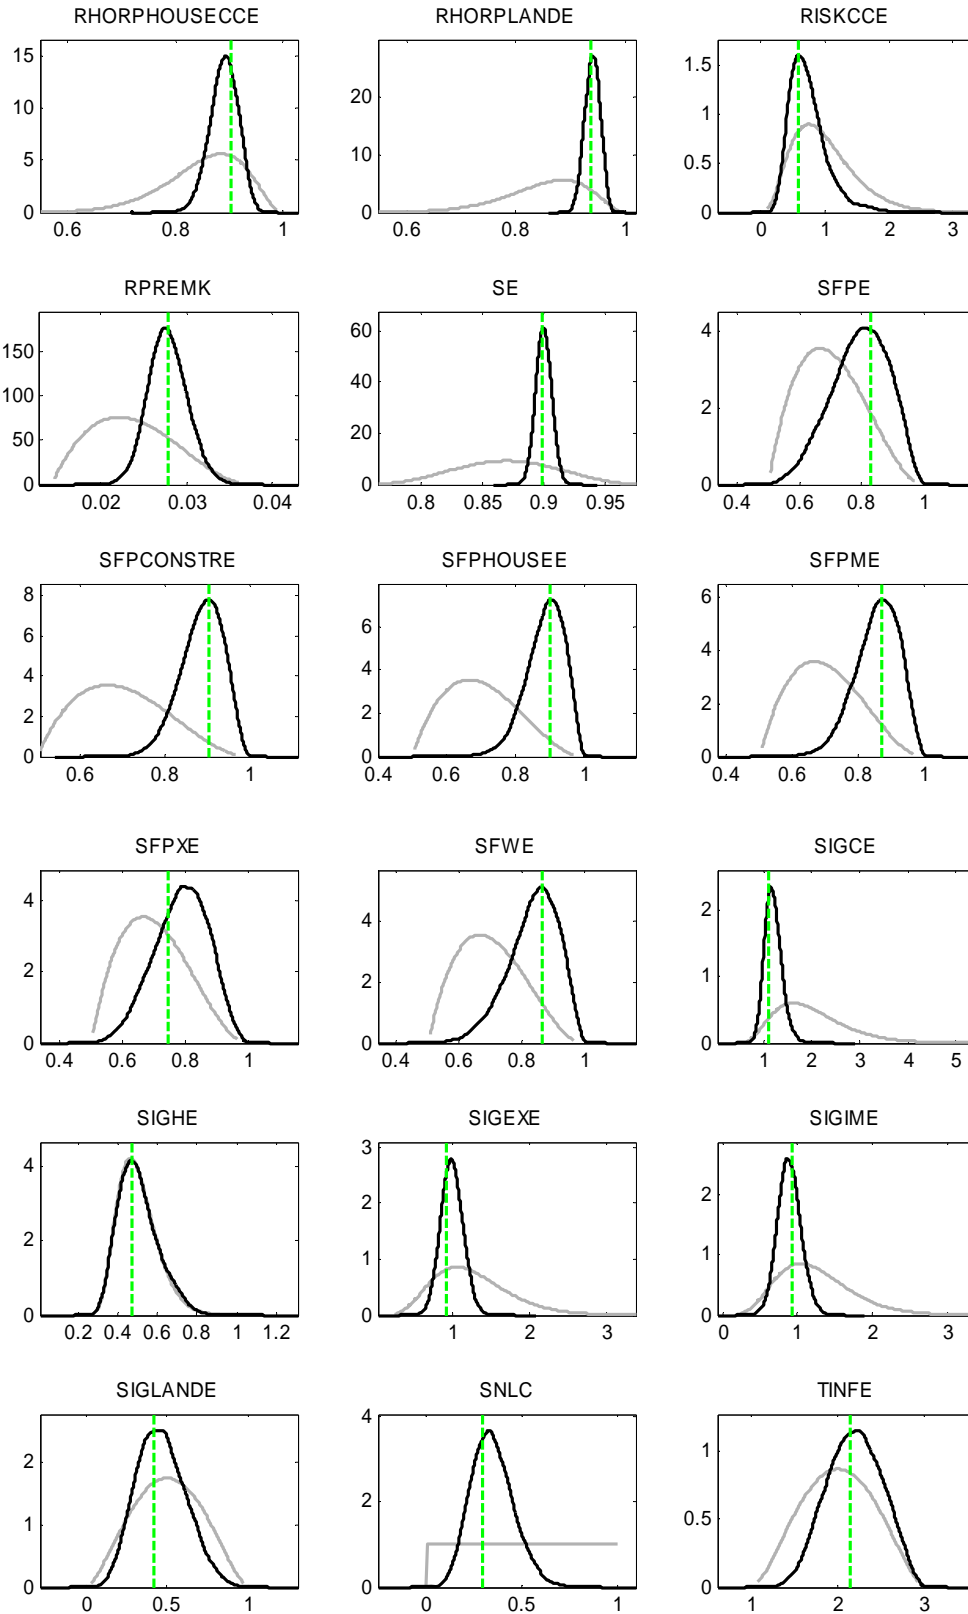 RHORPHOUSECCE RHORPLANDE RISKCCE
15 10 5 0
0.6 0.8 1
20 10 0
0.6 0.8 1
1.5 1 0.5 0
0 1 2 3
RPREMK SE SFPE
150 100 50 0
0.02 0.03 0.04
60 40 20 0
0.8 0.85 0.9 0.95
4 2 0
0.4 0.6 0.8 1
SFPCONSTRE SFPHOUSEE SFPME
8 6 4 2 0
0.6 0.8 1
6 4 2 0
0.4 0.6 0.8 1
6 4 2 0
0.4 0.6 0.8 1
SFPXE SFWE SIGCE
4 2 0
0.4 0.6 0.8 1
4 2 0
0.4 0.6 0.8 1
2 1 0
1 2 3 4 5
SIGHE SIGEXE SIGIME
4 2 0
0.2 0.4 0.6 0.8 1 1.2
3 2 1 0
1 2 3
2 1 0
0 1 2 3
SIGLANDE SNLC TINFE
2 1 0
0 0.5 1
4 2 0
0 0.5 1
1 0.5 0
1 2 3